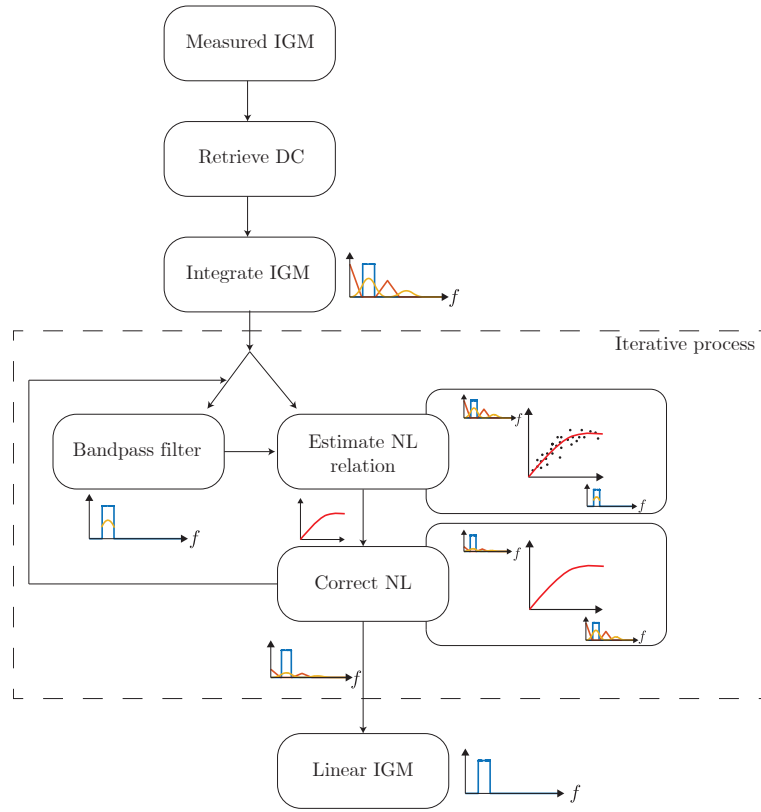 Measured IGM
Retrieve DC
Integrate IGM
f
Iterative process
Bandpass filter
Estimate NL
relation
f
f
f
f
Correct NL
f
f
f
Linear IGM
f